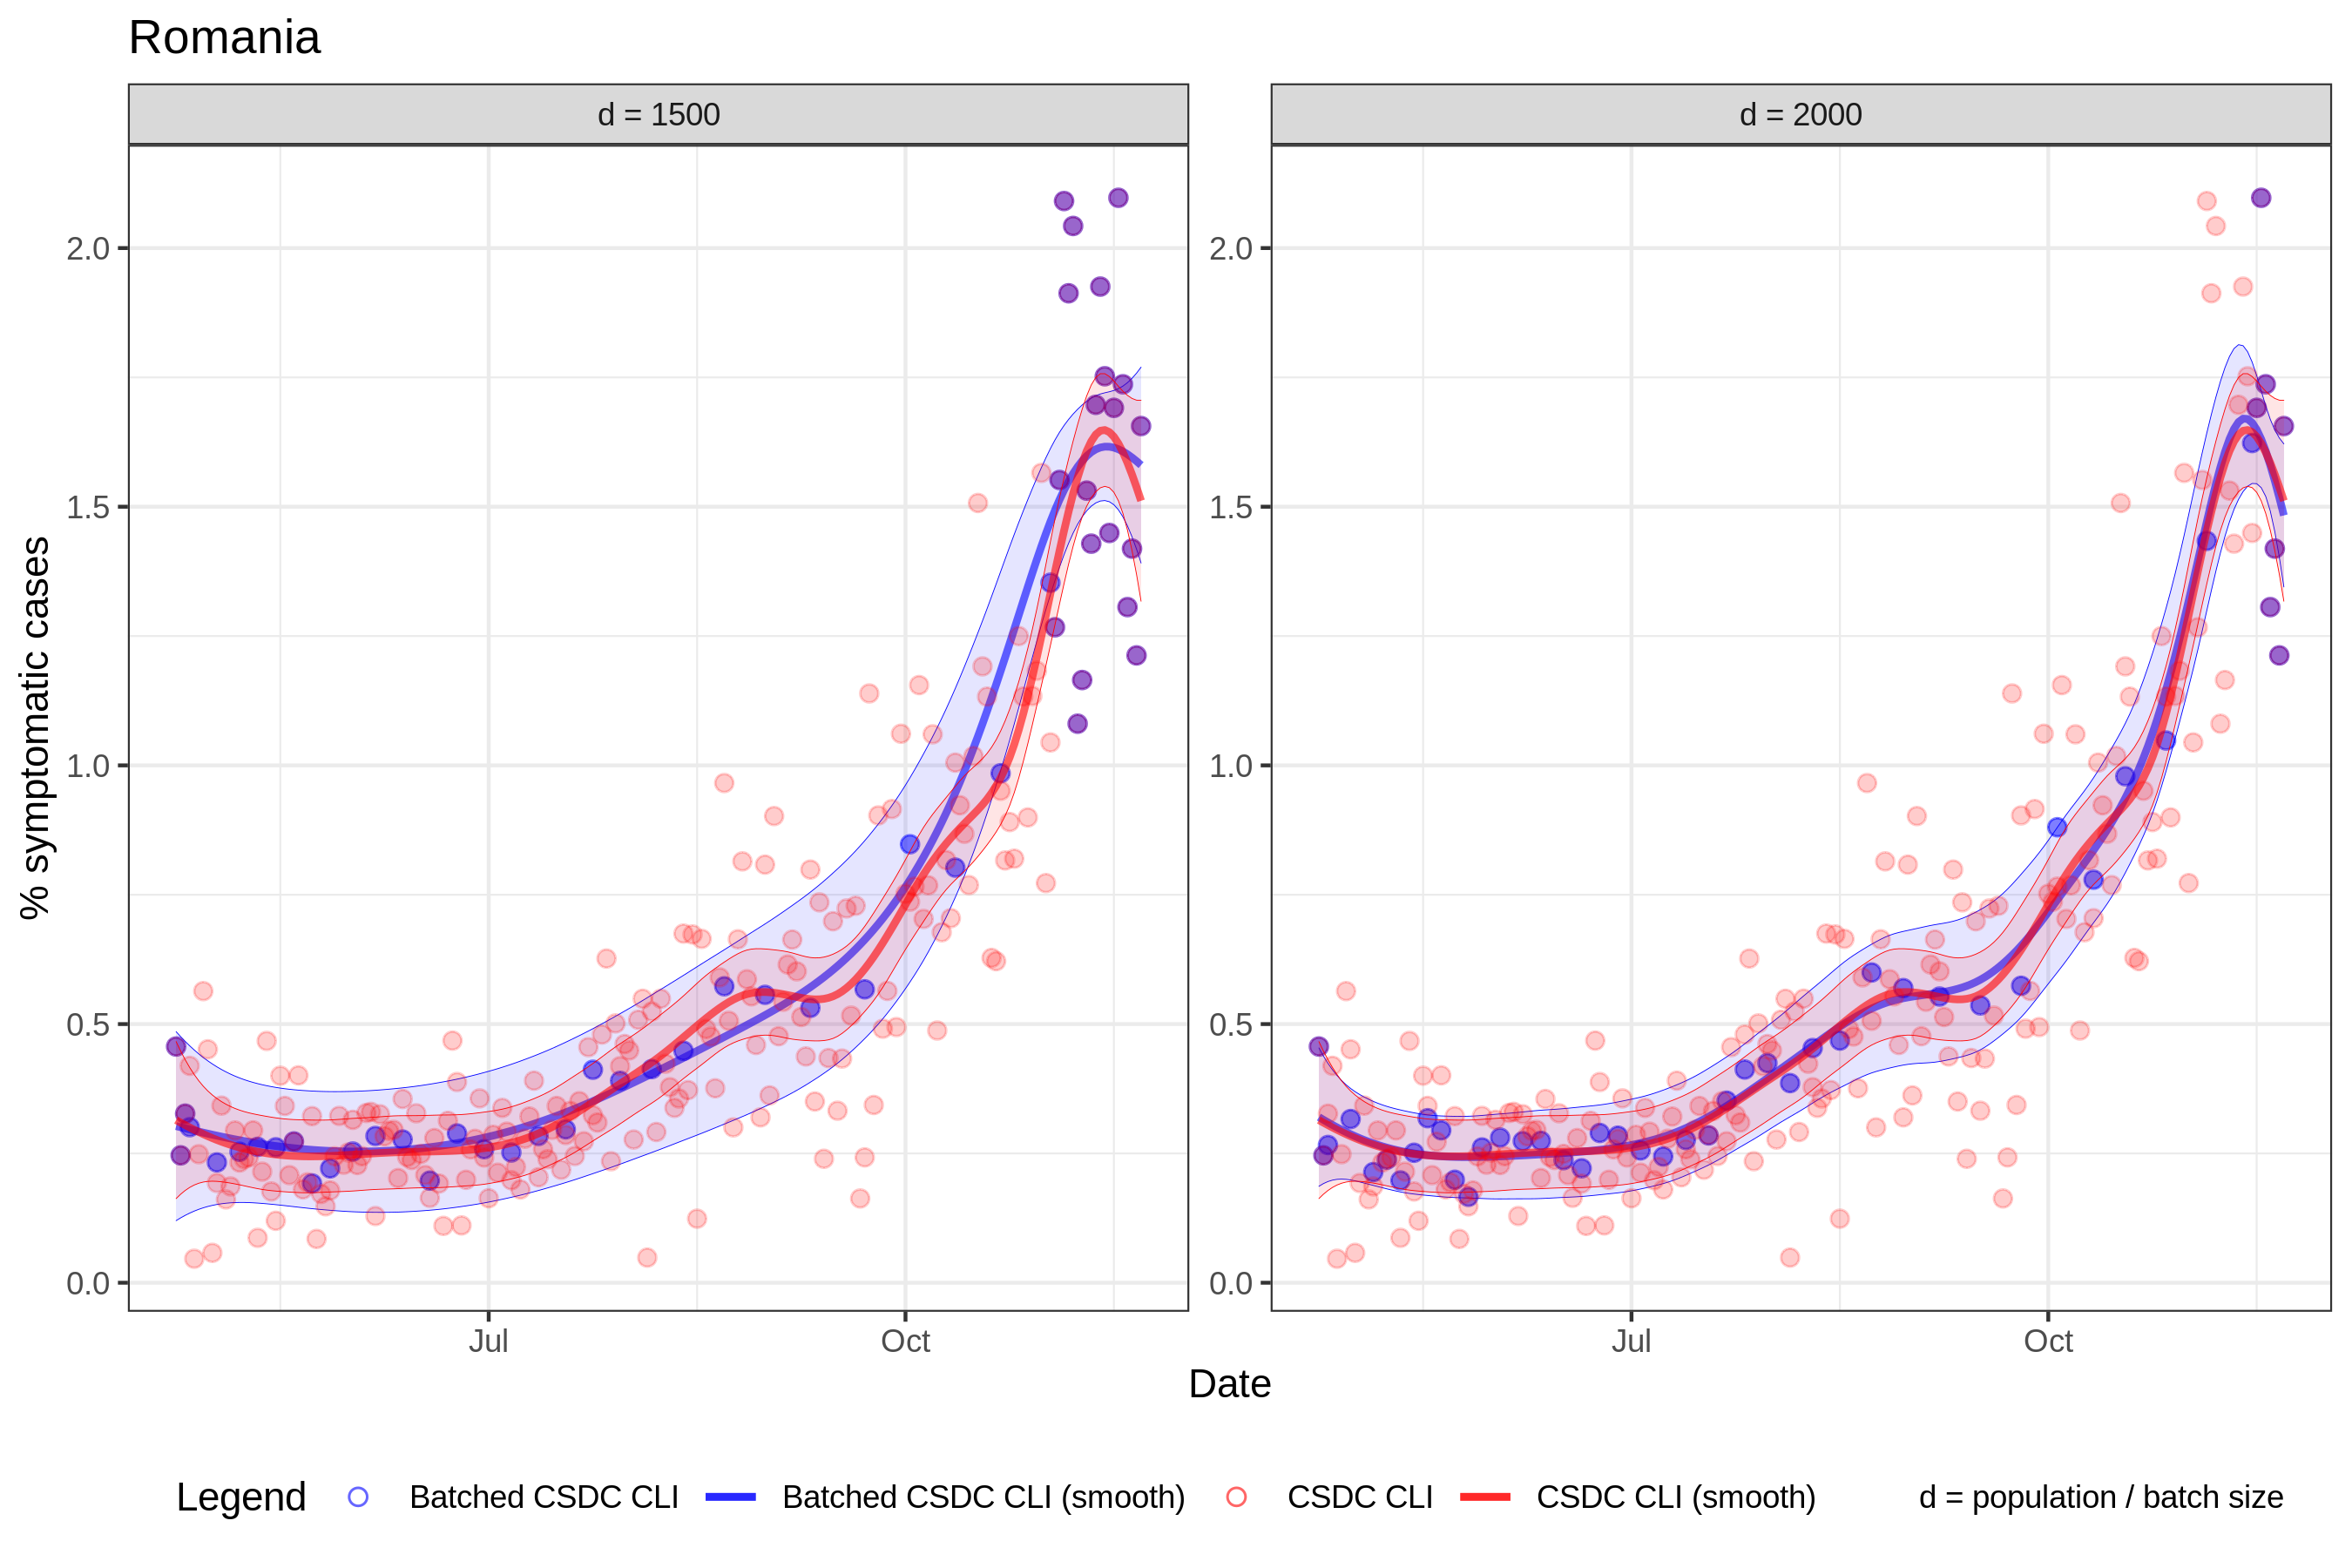 Romania
d = 1500
d = 2000
% symptomatic cases
2.0
1.5
1.0
0.5
0.0
2.0
1.5
1.0
0.5
0.0
Jul
Oct
Jul
Oct
Date
Legend
Batched CSDC CLI
Batched CSDC CLI (smooth)
CSDC CLI
CSDC CLI (smooth)
d = population / batch size